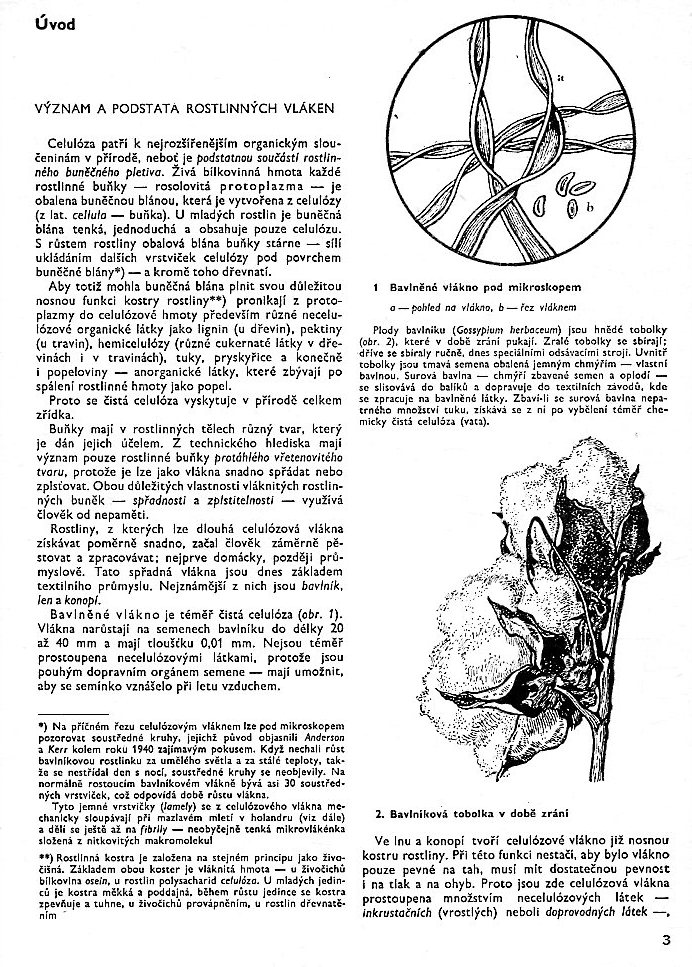 Úvod
VÝZNAM A PODSTATA ROSTLINNÝCH VLÁKEN
Celulóza patří k nejrozšířenějším organickým slou-
čeninám v přírodě, neboť je podstatnou součástí rostlin-
ného buněčného pletiva. Živá bílkovinná hmota každé
rostlinné buňky — rosolovitá protoplazma — je
obalena buněčnou blánou, která je vytvořena z celulózy
(z lat. cellula — buňka). U mladých rostlin je buněčná
blána tenká, jednoduchá a obsahuje pouze celulózu.
S růstem rostliny obalová blána buňky stárne — sílí
ukládáním dalších vrstviček celulózy pod povrchem
buněčné blány*) — a kromě toho dřevnatí.
Aby totiž mohla buněčná blána plnit svou důležitou
nosnou funkci kostry rostliny**) pronikají z proto-
plazmy do celulózové hmoty především různé necelu-
lózové organické látky jako lignin (u dřevin), pektiny
(u travin), hemicelulózy (různé cukernaté látky v dře-
vinách i v travinách), tuky, pryskyřice a konečně
i popeloviny — anorganické látky, které zbývají po
spálení rostlinné hmoty jako popel.
Proto se čistá celulóza vyskytuje v přírodě celkem
zřídka.
Buňky mají v rostlinných tělech různý tvar, který
je dán jejich účelem. Z technického hlediska mají
význam pouze rostlinné buňky protáhlého vřetenovitého
tvaru, protože je lze jako vlákna snadno spřádat nebo
zplsťovat. Obou důležitých vlastností vláknitých rostlin-
ných buněk — spřadnosti a zplstitelnosti — využívá
člověk od nepaměti.
Rostliny, z kterých lze dlouhá celulózová vlákna
získávat poměrně snadno, začal člověk záměrně pě-
stovat a zpracovávat; nejprve domácky, později prů-
myslově. Tato spřadná vlákna jsou dnes základem
textilního průmyslu. Nejznámější z nich jsou bavlník,
len a konopí.
Bavlněné vlákno je téměř čistá celulóza (obr. 1).
Vlákna narůstají na semenech bavlníku do délky 20
až 40 mm a mají tloušťku 0,01 mm. Nejsou téměř
prostoupena necelulózovými látkami, protože jsou
pouhým dopravním orgánem semene — mají umožnit,
aby se semínko vznášelo při letu vzduchem.
*) Na příčném řezu celulózovým vláknem lze pod mikroskopem
pozorovat soustředné kruhy, jejichž původ objasnili Anderson
a Kerr kolem roku 1940 zajímavým pokusem. Když nechali růst
bavlníkovou rostlinku za umělého světla a za stálé teploty, tak-
že se nestřídal den s nocí, soustředné kruhy se neobjevily. Na
normálně rostoucím bavlníkovém vlákně bývá asi 30 soustřed-
ných vrstviček, což odpovídá době růstu vlákna.
Tyto jemné vrstvičky (lamely) se z celulózového vlákna me-
chanicky sloupávají při mazlavém mletí v holandru (viz dále)
a dělí se ještě až na fibrily — neobyčejně tenká mikrovlákénka
složená z nitkovitých makromolekul
**) Rostlinná kostra je založena na stejném principu jako živo-
čišná. Základem obou koster je vláknitá hmota — u živočichů
bílkovina osein, u rostlin polysacharid celulóza. U mladých jedin-
ců je kostra měkká a poddajná, během růstu jedince se kostra
zpevňuje a tuhne, u živočichů provápněním, u rostlin dřevnatě-
ním
a
b
1 Bavlněné vlákno pod mikroskopem
a — pohled na vlákno, b — řez vláknem
Plody bavlníku (Gossypium herbaceum) jsou hnědé tobolky
(obr. 2), které v době zrání pukají. Zralé tobolky se sbírají;
dříve se sbíraly ručně, dnes speciálními odsávacími stroji. Uvnitř
tobolky jsou tmavá semena obalená jemným chmýřím — vlastní
bavlnou. Surová bavlna — chmýří zbavené semen a oplodí —
se slisovává do balíků a dopravuje do textilních závodů, kde
se zpracuje na bavlněné látky. Zbaví-li se surová bavlna nepa-
trného množství tuku, získává se z ní po vybělení téměř che-
micky čistá celulóza (vata).
2. Bavlníková tobolka v době zrání
Ve lnu a konopí tvoří celulózové vlákno již nosnou
kostru rostliny. Při této funkci nestačí, aby bylo vlákno
pouze pevné na tah, musí mít dostatečnou pevnost
i na tlak a na ohyb. Proto jsou zde celulózová vlákna
prostoupena množstvím necelulózových látek —
inkrustačních (vrostlých) neboli doprovodných látek —,
3